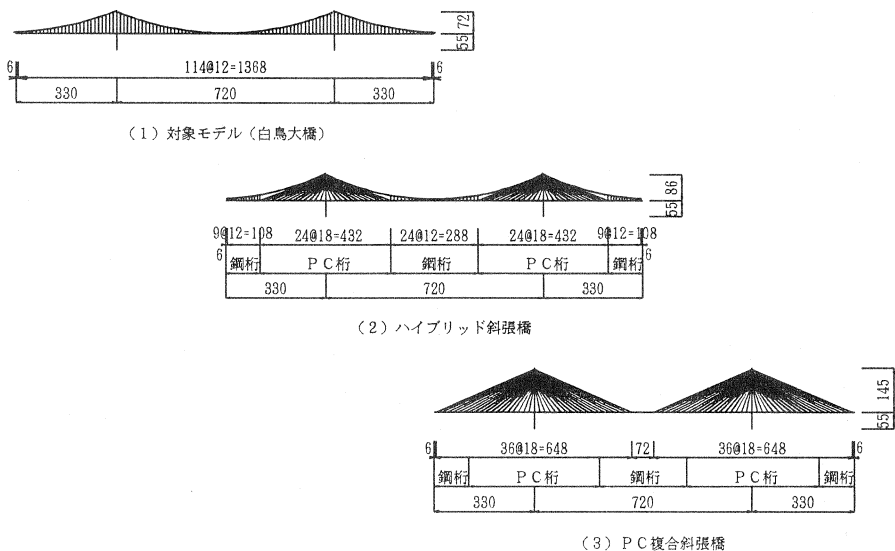 55 72
6 114@12=1368 6
330 720 330
(1)対象モデル(白鳥大橋)
55 86
9@12=108 24@18=432 24@12=288 24@18=432 9@12=108
6 鋼桁 PC桁 鋼桁 PC桁 鋼桁 6
330 720 330
(2)ハイブリッド斜張橋
55 145
6 36@18=648 72 36@18=648 6
鋼桁 PC桁 鋼桁 PC桁 鋼桁
330 720 330
(3)PC複合斜張橋